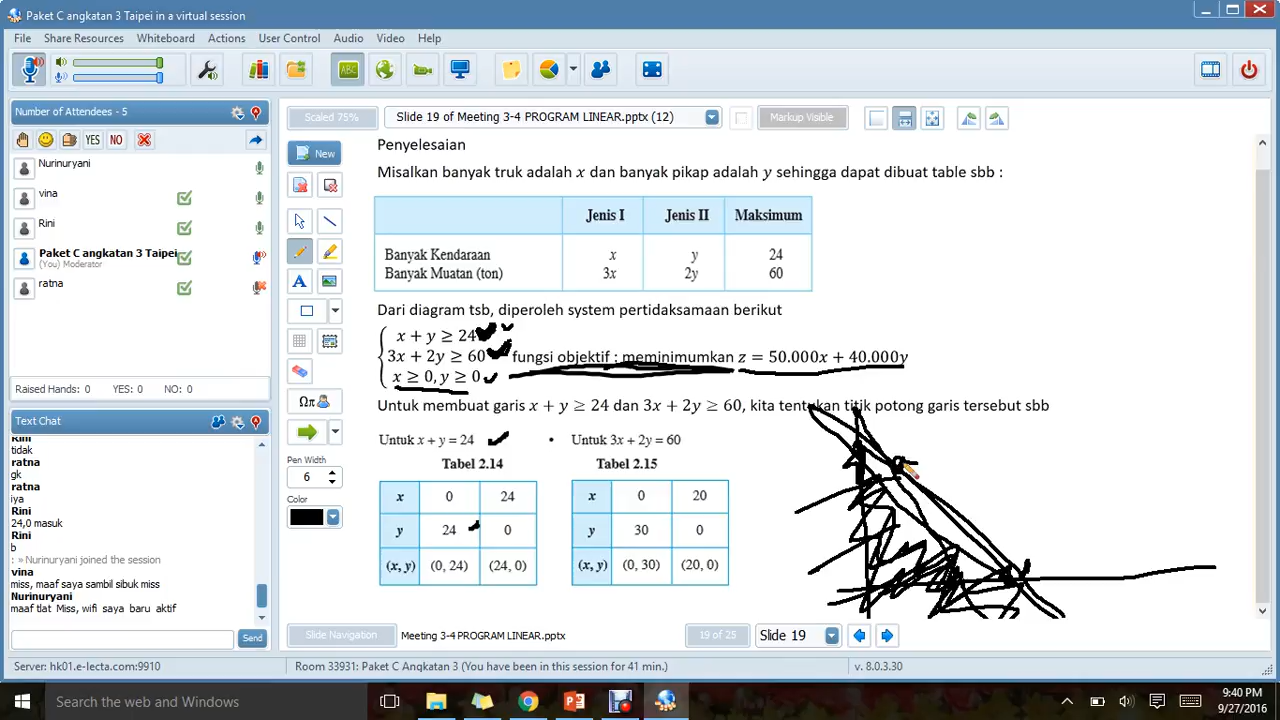 Paket C angkatan 3 Taipei in a virtual session
File Share Resources Whiteboard Actions User Control Audio Video Help
ABC
Number of Attendees - 5
YES NO
Nurinuryani
vina
Rini
Paket C angkatan 3 Taipei
(You) Moderator
ratna
Raised Hands: 0 YES: 0 NO: 0
Text Chat
Rini
tidak
ratna
gk
ratna
iya
Rini
24,0 masuk
Rini
b
: » Nurinuryani joined the session
vina
miss, maaf saya sambil sibuk miss
Nurinuryani
maaf tlat Miss, wifi saya baru aktif
Send
Scaled 75%
Slide 19 of Meeting 3-4 PROGRAM LINEAR.pptx (12)
Markup Visible
New
A
Ωπ
Pen Width
6
Color
Penyelesaian
Misalkan banyak truk adalah x dan banyak pikap adalah y sehingga dapat dibuat table sbb :
Jenis I Jenis II Maksimum
Banyak Kendaraan x y 24
Banyak Muatan (ton) 3x 2y 60
Dari diagram tsb, diperoleh system pertidaksamaan berikut
x + y ≥ 24
3x + 2y ≥ 60 fungsi objektif : meminimumkan z = 50.000x + 40.000y
x ≥ 0, y ≥ 0
Untuk membuat garis x + y ≥ 24 dan 3x + 2y ≥ 60, kita tentukan titik potong garis tersebut sbb
Untuk x + y = 24 • Untuk 3x + 2y = 60
Tabel 2.14 Tabel 2.15
x 0 24 x 0 20
y 24 0 y 30 0
(x, y) (0, 24) (24, 0) (x, y) (0, 30) (20, 0)
Slide Navigation Meeting 3-4 PROGRAM LINEAR.pptx 19 of 25 Slide 19
Server: hk01.e-lecta.com:9910 Room 33931: Paket C Angkatan 3 (You have been in this session for 41 min.) v. 8.0.3.30
Search the web and Windows
9:40 PM
9/27/2016